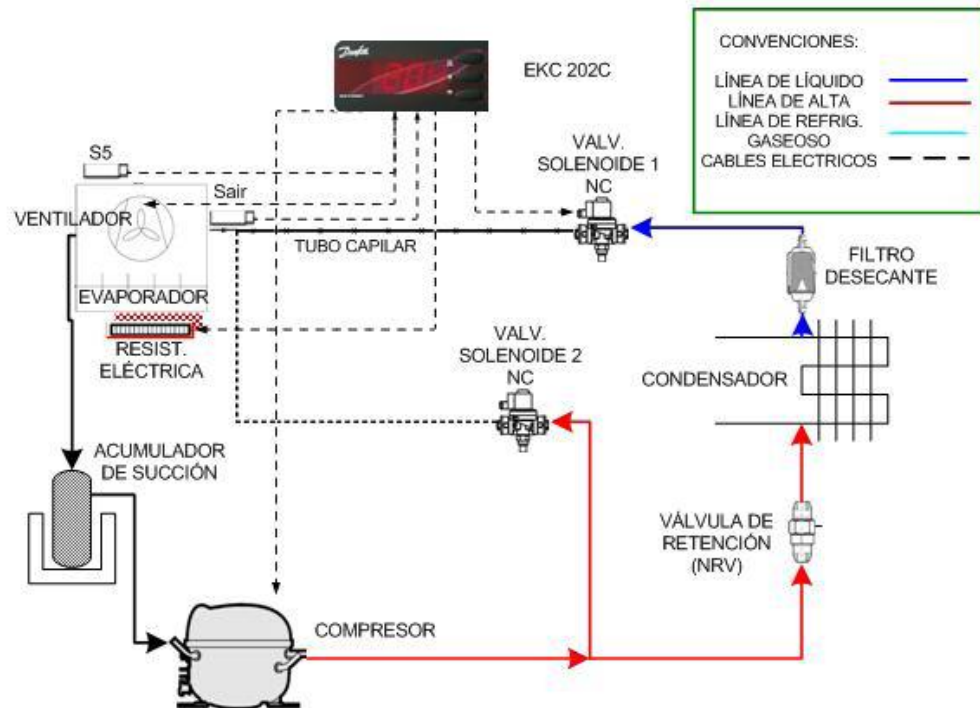 Danfoss
EKC 202C
CONVENCIONES:
LÍNEA DE LÍQUIDO
LÍNEA DE ALTA
LÍNEA DE REFRIG.
GASEOSO
CABLES ELECTRICOS
S5
Sair
VENTILADOR
EVAPORADOR
RESIST.
ELÉCTRICA
TUBO CAPILAR
VALV.
SOLENOIDE 1
NC
FILTRO
DESECANTE
VALV.
SOLENOIDE 2
NC
CONDENSADOR
ACUMULADOR
DE SUCCIÓN
VÁLVULA DE
RETENCIÓN
(NRV)
COMPRESOR